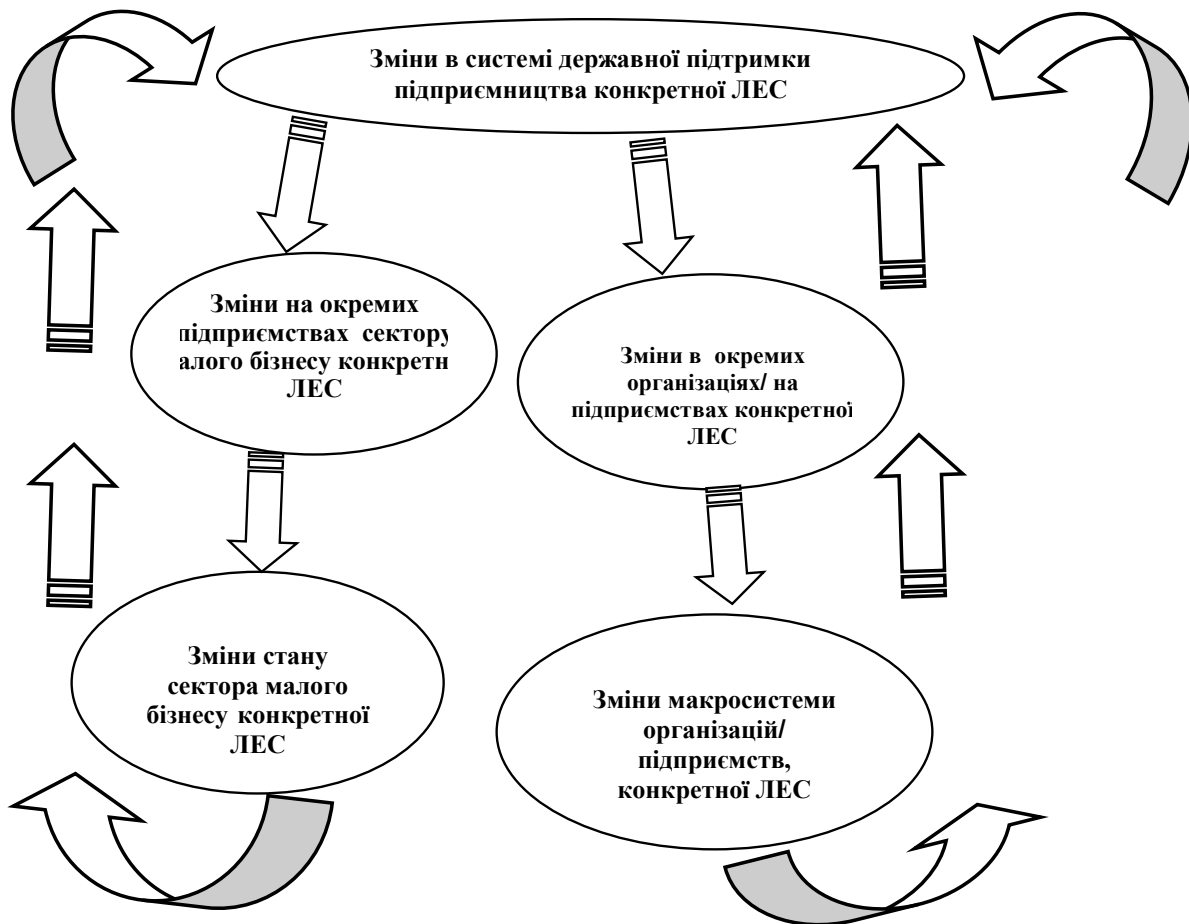 Зміни в системі державної підтримки
підприємництва конкретної ЛЕС
Зміни на окремих
підприємствах сектору
алого бізнесу конкретн
ЛЕС
Зміни в окремих
організаціях/ на
підприємствах конкретної
ЛЕС
Зміни стану
сектора малого
бізнесу конкретної
ЛЕС
Зміни макросистеми
організацій/
підприємств,
конкретної ЛЕС